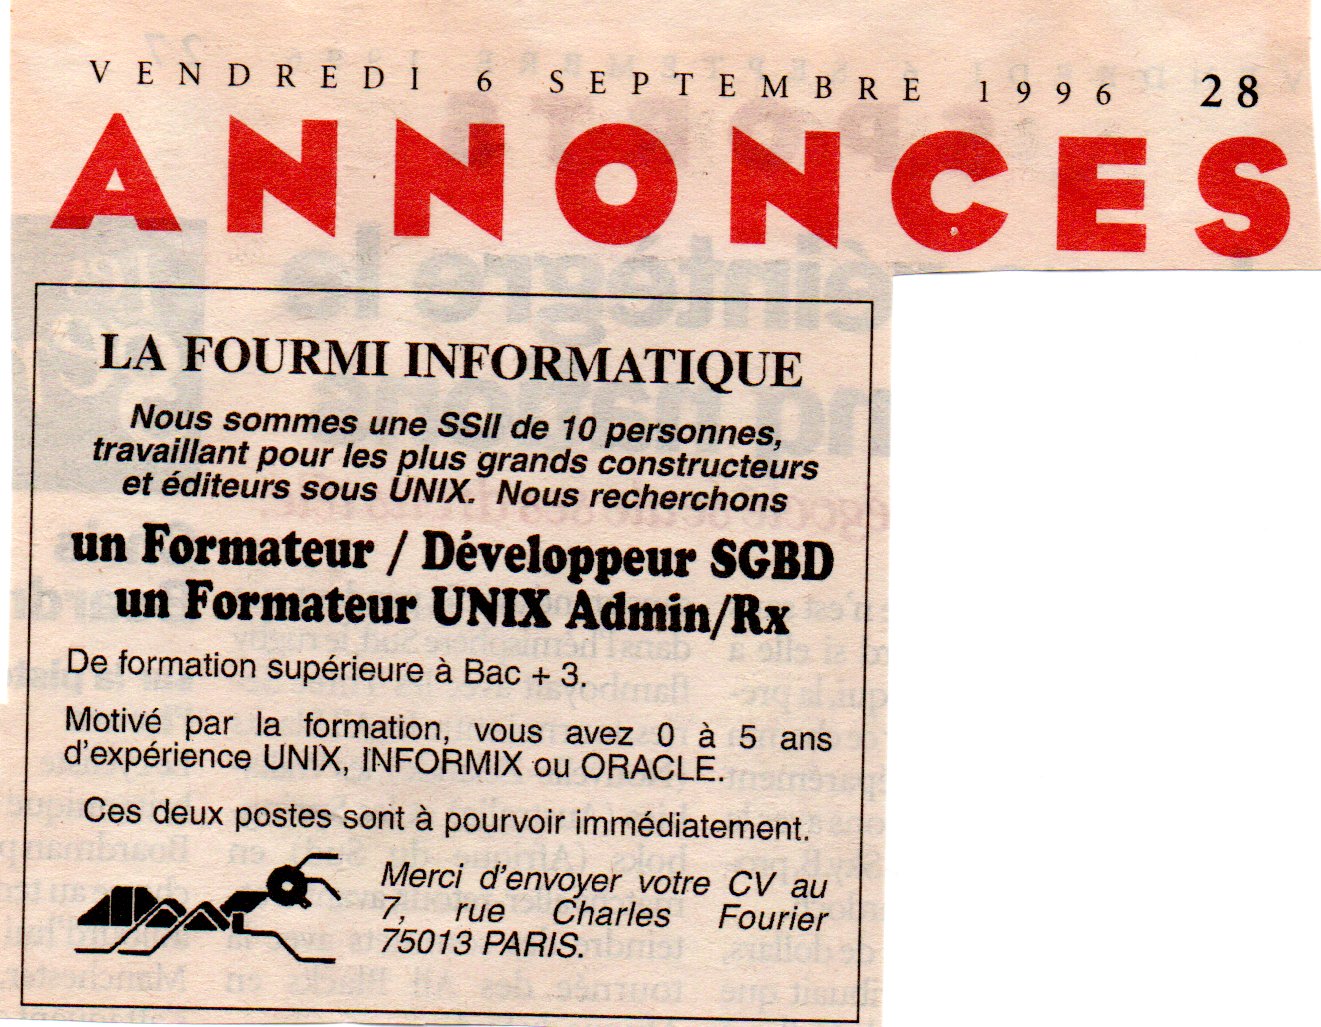 VENDREDI 6 SEPTEMBRE 1996 28
ANNONCES
LA FOURMI INFORMATIQUE
Nous sommes une SSII de 10 personnes,
travaillant pour les plus grands constructeurs
et éditeurs sous UNIX. Nous recherchons
un Formateur / Développeur SGBD
un Formateur UNIX Admin/Rx
De formation supérieure à Bac + 3.
Motivé par la formation, vous avez 0 à 5 ans
d'expérience UNIX, INFORMIX ou ORACLE.
Ces deux postes sont à pourvoir immédiatement.
Merci d'envoyer votre CV au
7, rue Charles Fourier
75013 PARIS.